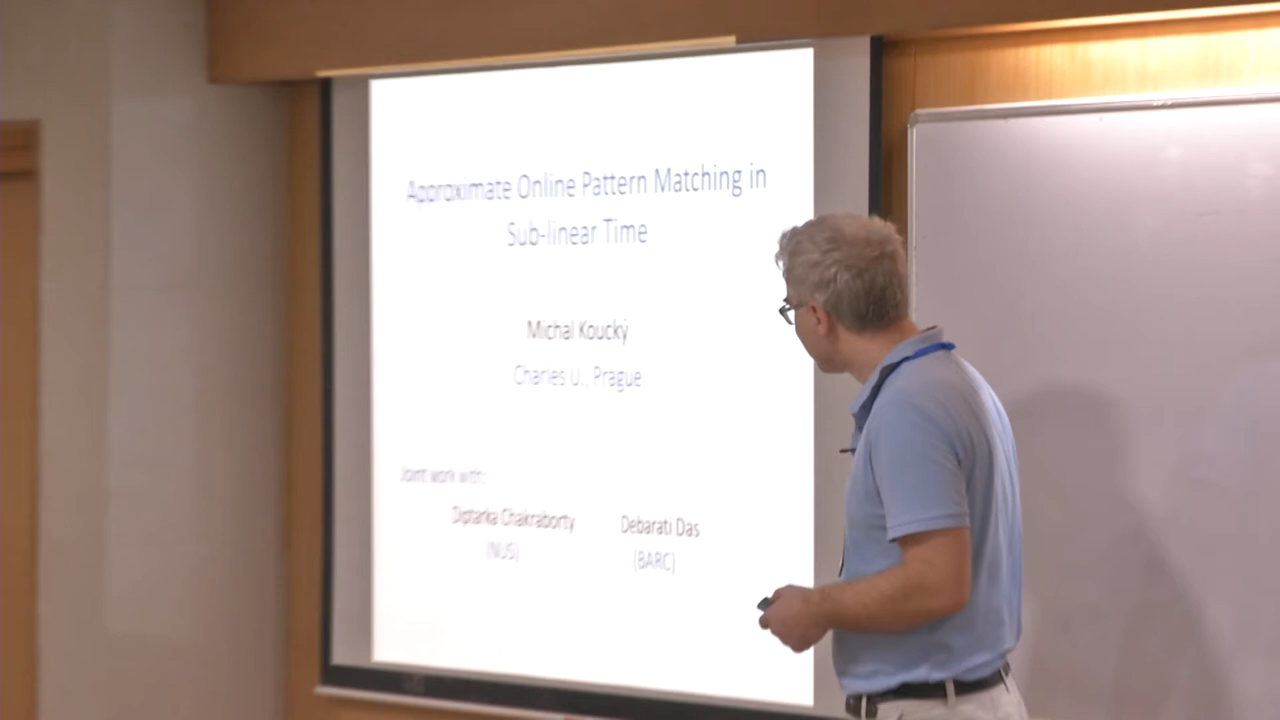 Approximate Online Pattern Matching in
Sub-linear Time
Michal Koucký
Charles U., Prague
Joint work with:
Diptarka Chakraborty Debarati Das
(NUS) (BARC)